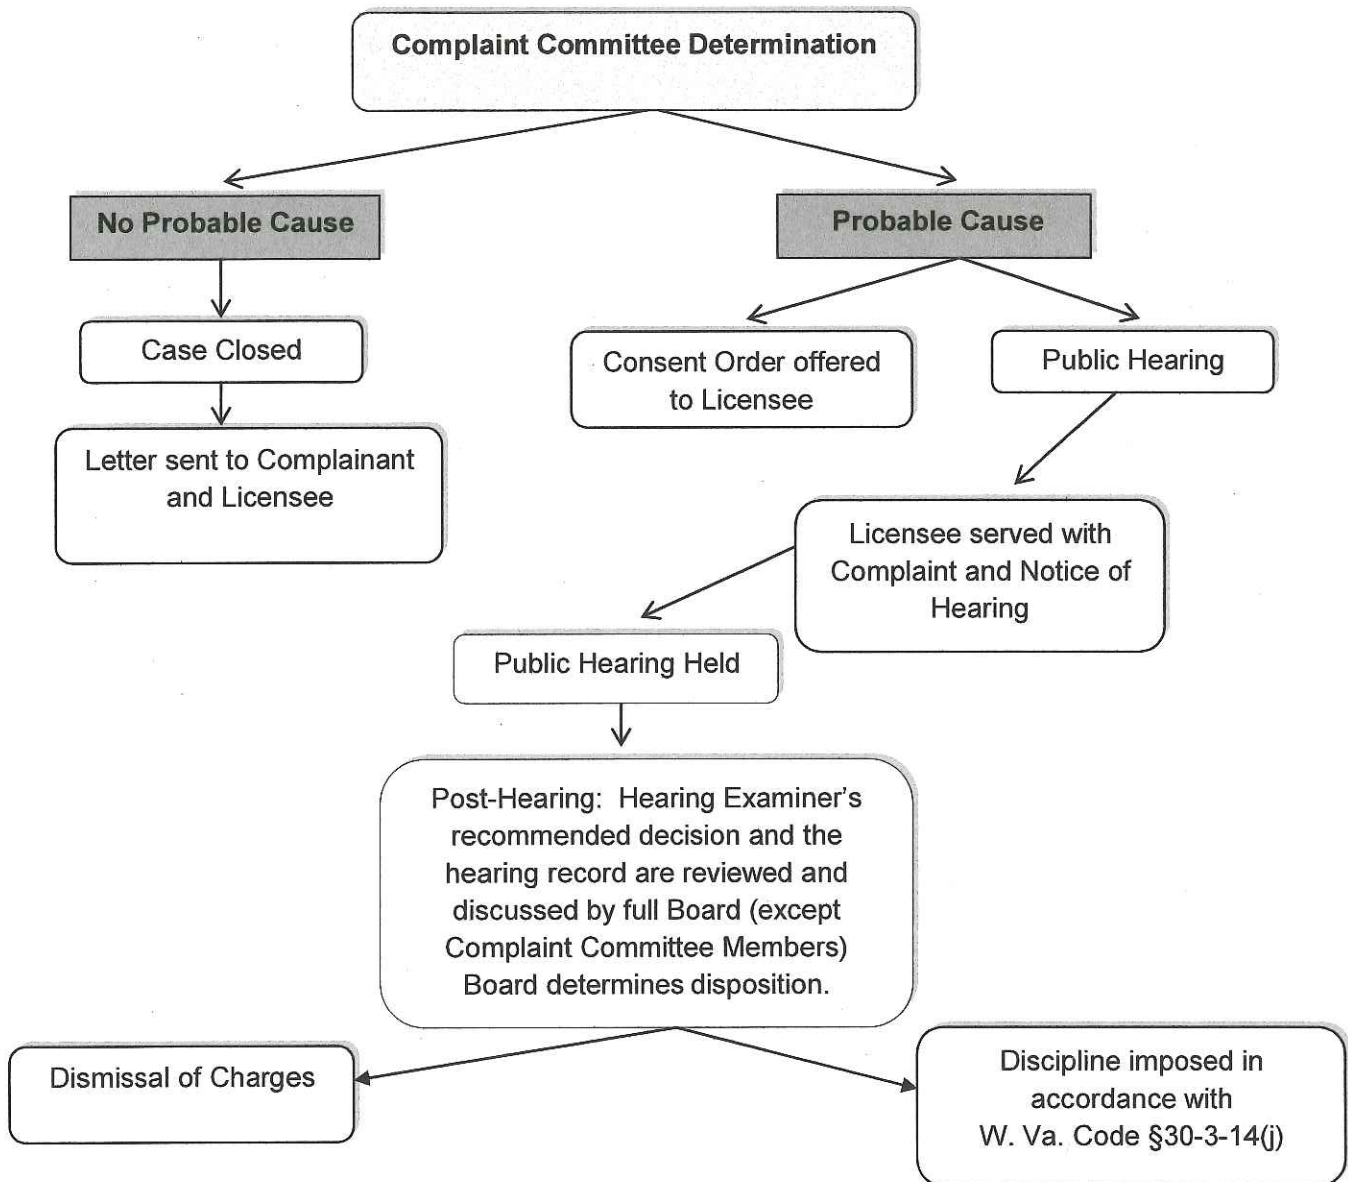 Complaint Committee Determination
No Probable Cause
Probable Cause
Case Closed
Consent Order offered
to Licensee
Public Hearing
Letter sent to Complainant
and Licensee
Licensee served with
Complaint and Notice of
Hearing
Public Hearing Held
Post-Hearing: Hearing Examiner's
recommended decision and the
hearing record are reviewed and
discussed by full Board (except
Complaint Committee Members)
Board determines disposition.
Dismissal of Charges
Discipline imposed in
accordance with
W. Va. Code §30-3-14(j)